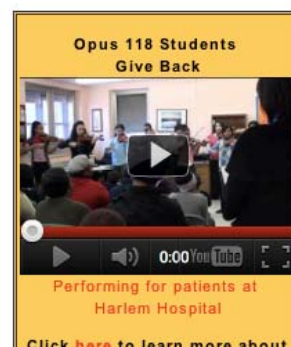 Opus 118 Students
Give Back
0:00 YouTube
Performing for patients at
Harlem Hospital
Click here to learn more about